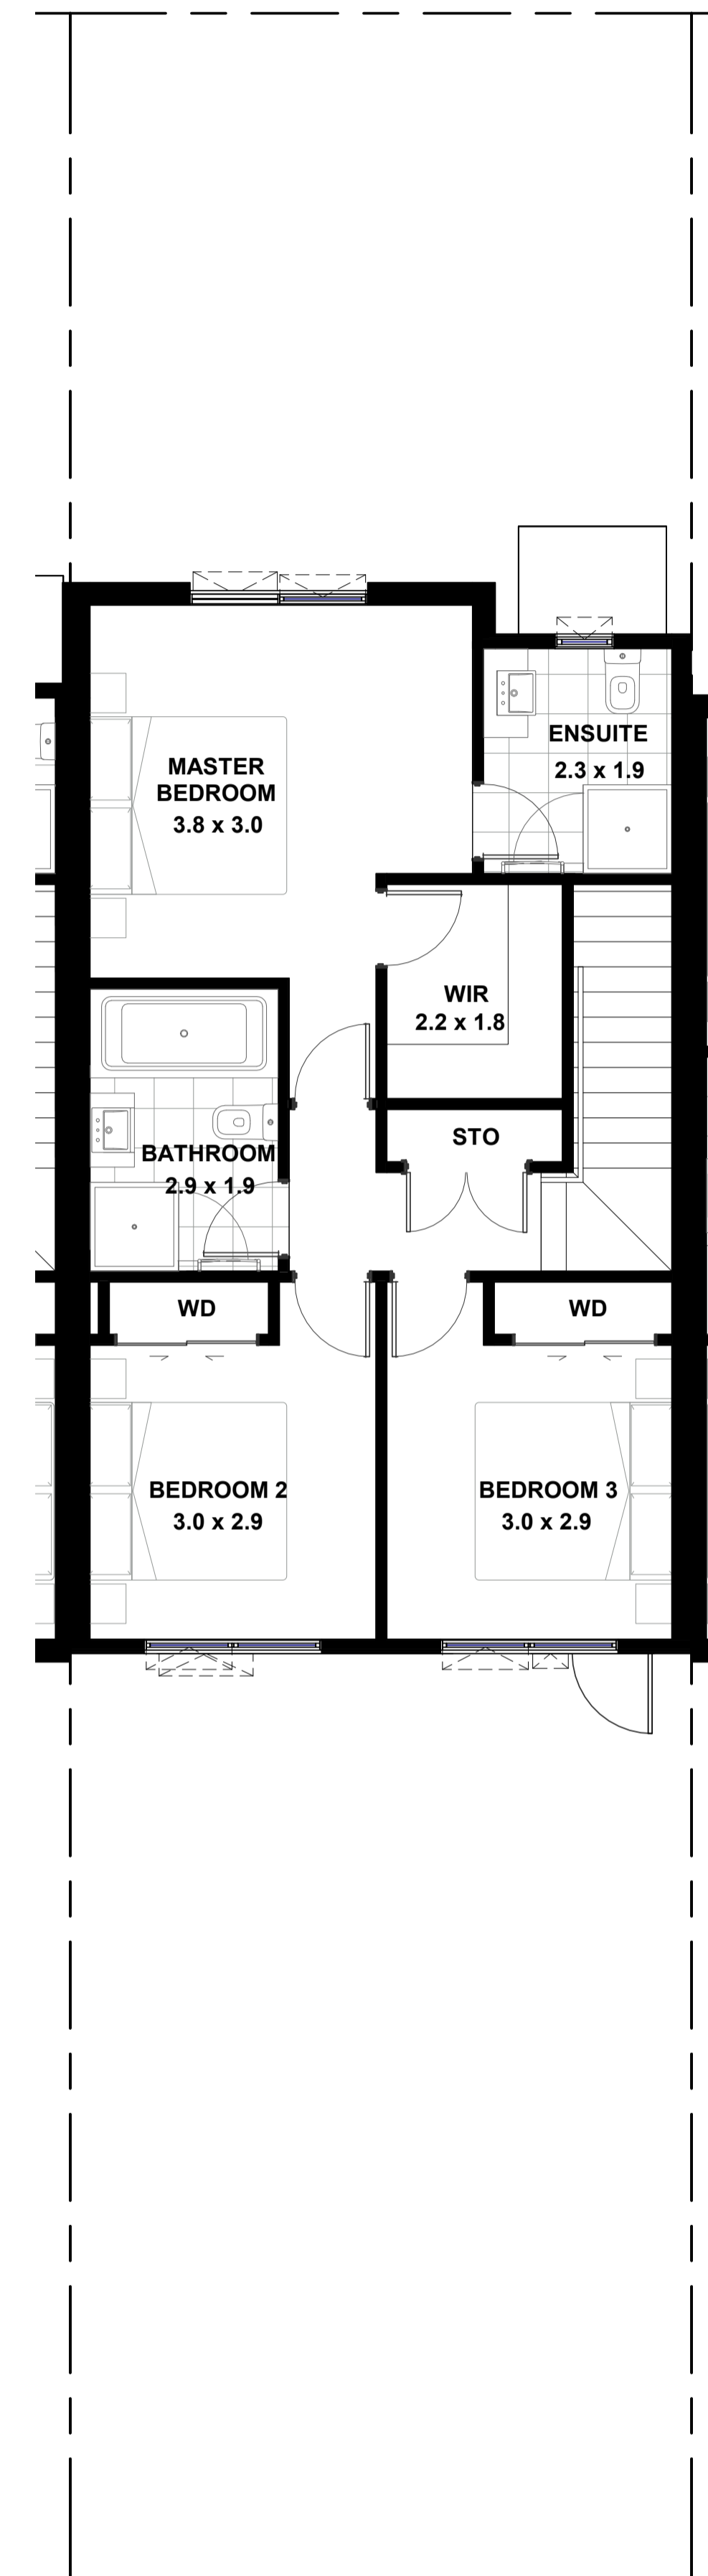 ENSUITE
2.3 x 1.9
MASTER
BEDROOM
3.8 x 3.0
WIR
2.2 x 1.8
STO
BATHROOM
2.9 x 1.9
WD
WD
BEDROOM 2
3.0 x 2.9
BEDROOM 3
3.0 x 2.9